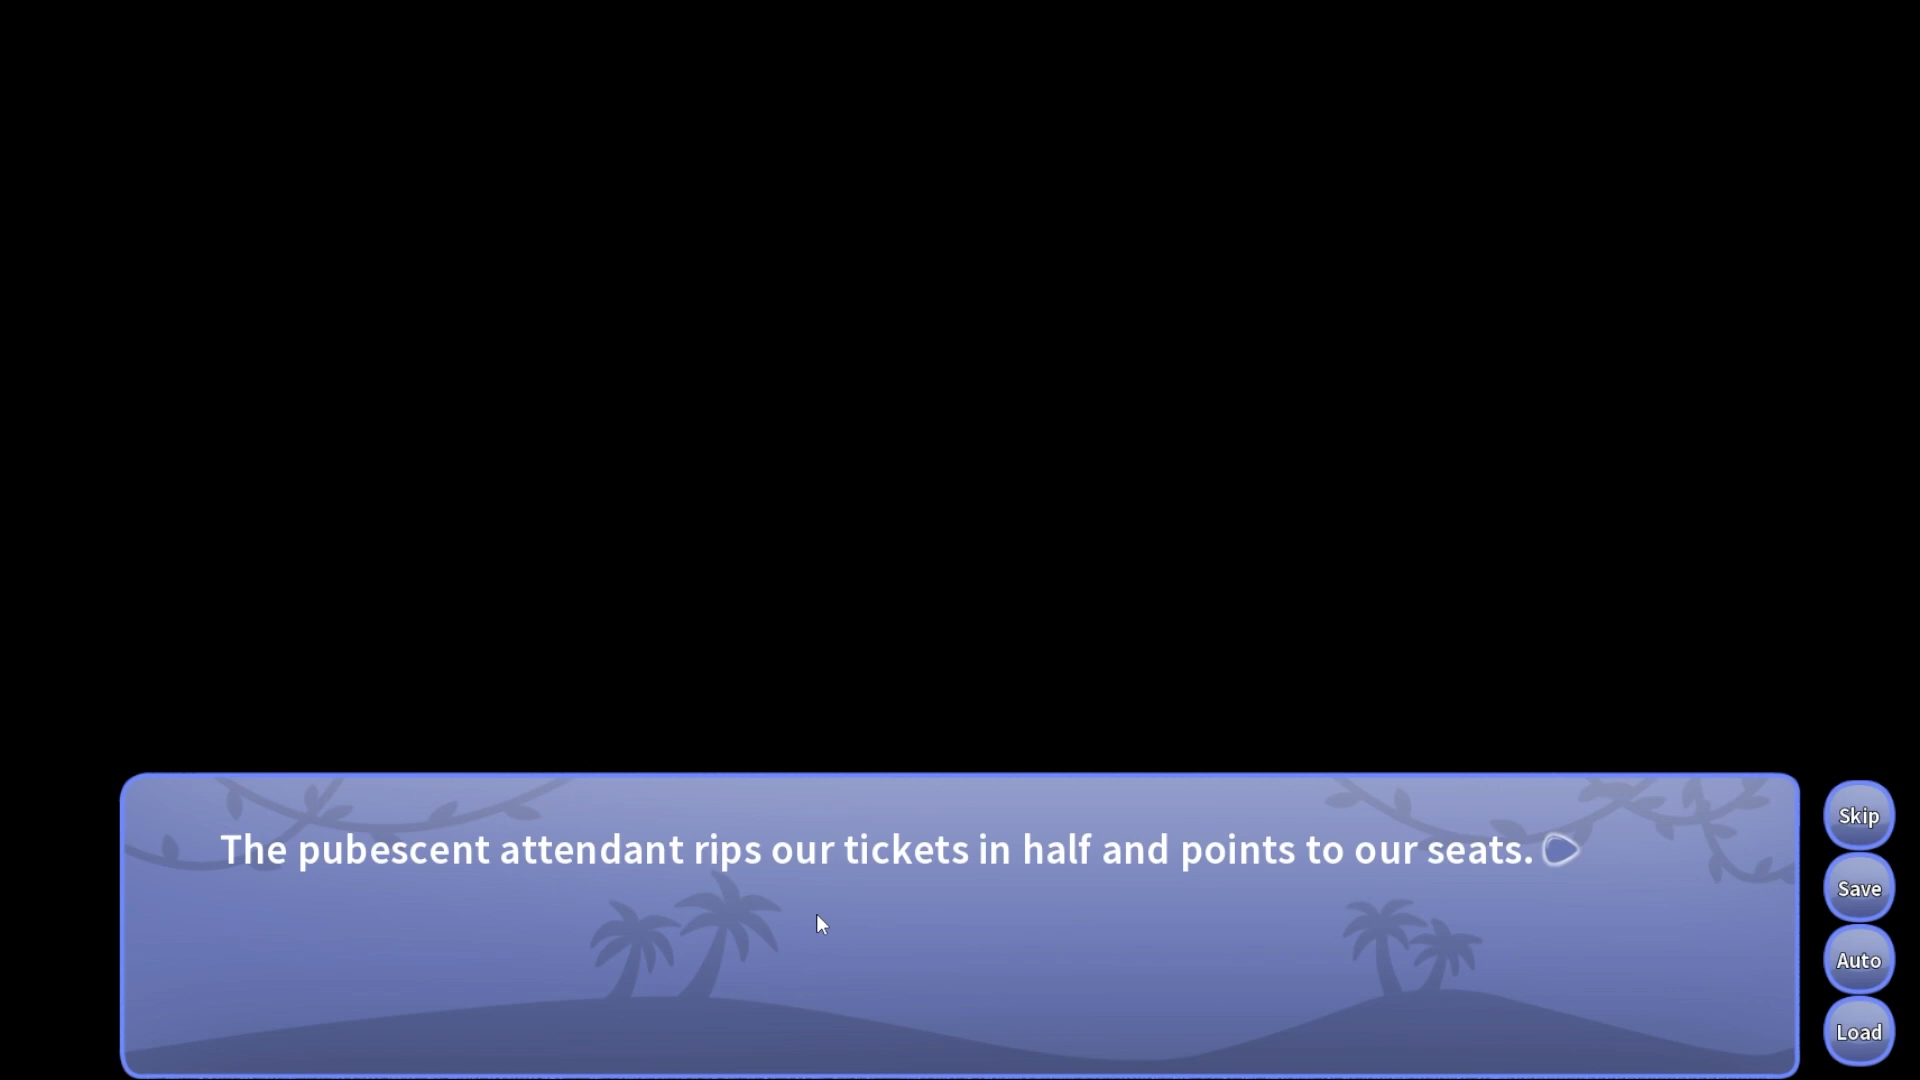 The pubescent attendant rips our tickets in half and points to our seats.
Skip
Save
Auto
Load